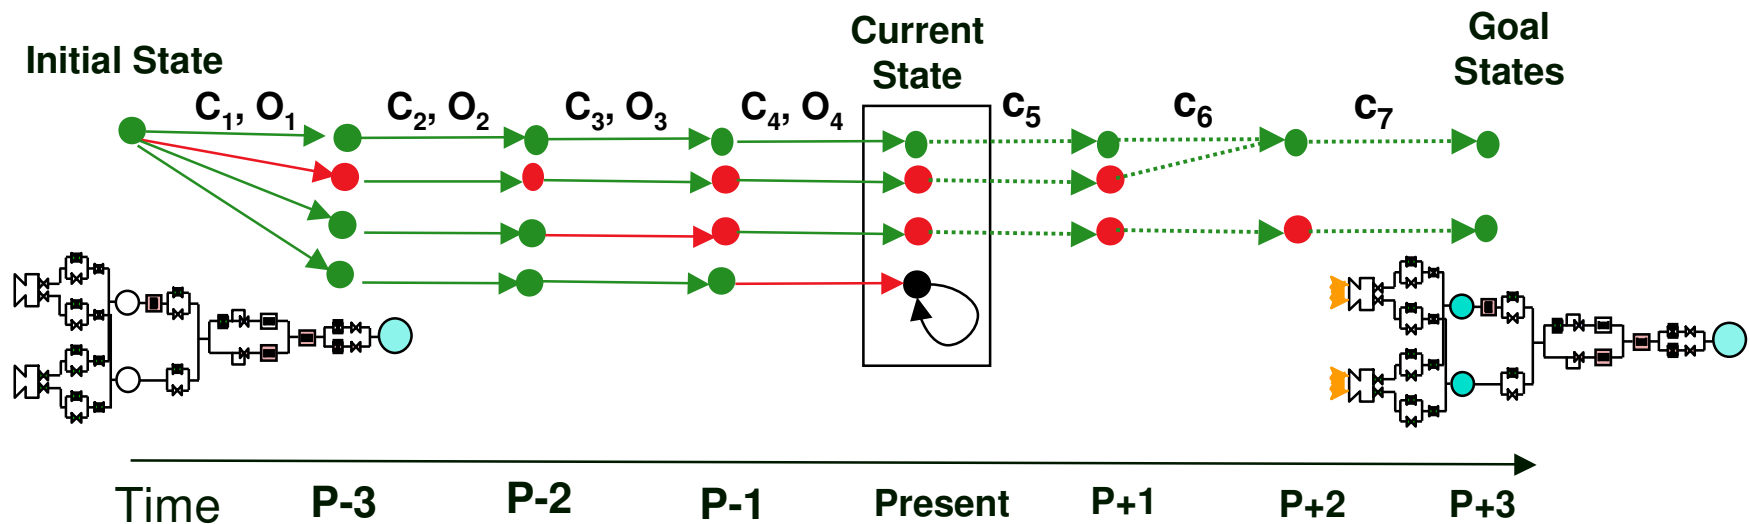 Initial State
Current
State
Goal
States
C1, O1
C2, O2
C3, O3
C4, O4
c5
c6
c7
Time
P-3
P-2
P-1
Present
P+1
P+2
P+3